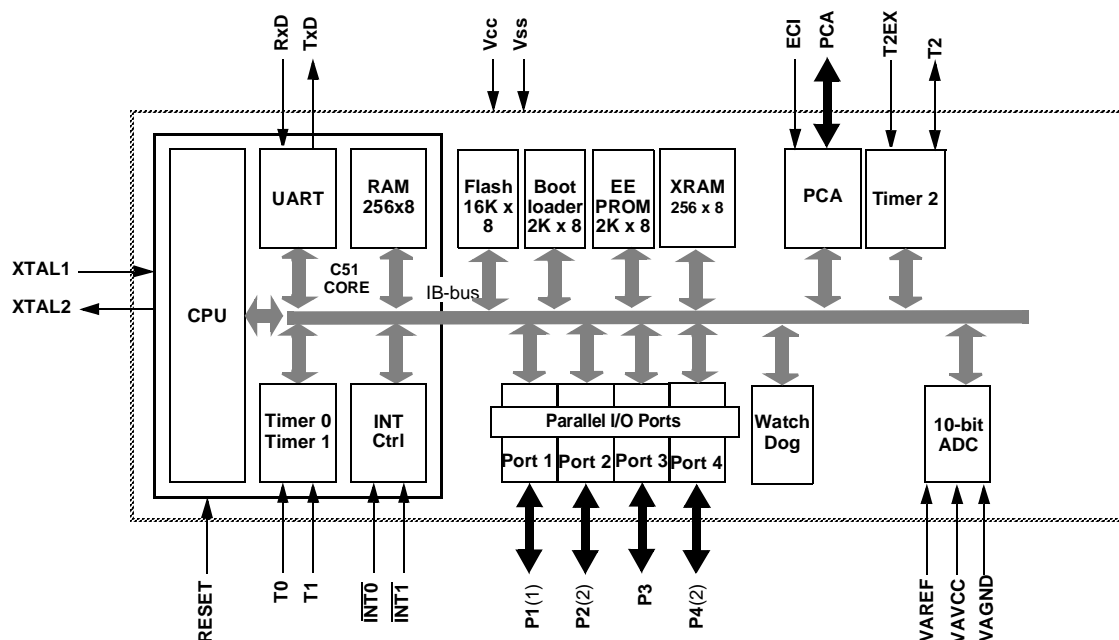 RxD
TxD
Vcc
Vss
ECI
PCA
T2EX
T2
UART
RAM
256x8
Flash
16K x
8
Boot
loader
2K x 8
EE
PROM
2K x 8
XRAM
256 x 8
PCA
Timer 2
XTAL1
XTAL2
CPU
C51
CORE
IB-bus
Timer 0
Timer 1
INT
Ctrl
Parallel I/O Ports
Port 1
Port 2
Port 3
Port 4
Watch
Dog
10-bit
ADC
RESET
T0
T1
INT0
INT1
P1(1)
P2(2)
P3
P4(2)
VAREF
VAVCC
VAGND